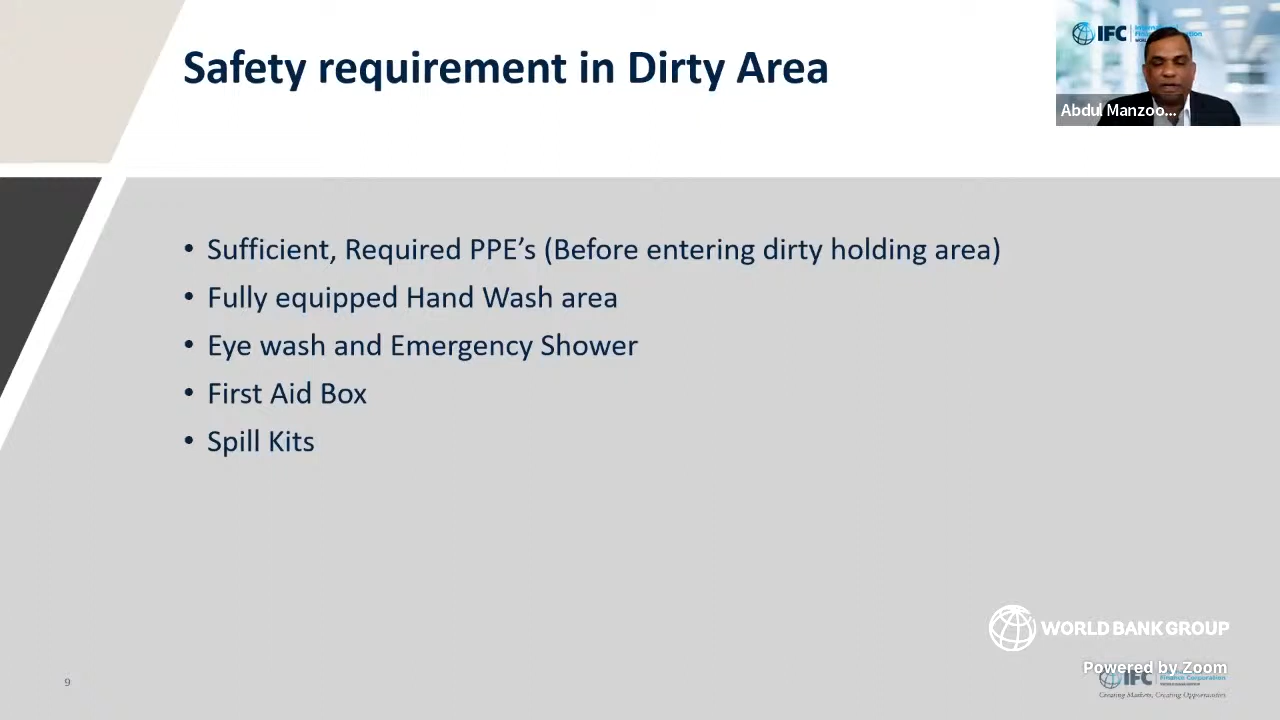 Safety requirement in Dirty Area
IFC
Abdul Manzoo...
• Sufficient, Required PPE's (Before entering dirty holding area)
• Fully equipped Hand Wash area
• Eye wash and Emergency Shower
• First Aid Box
• Spill Kits
WORLD BANK GROUP
Powered by Zoom
IFC
Finance Corporation
Creating Markets, Creating Opportunities
9